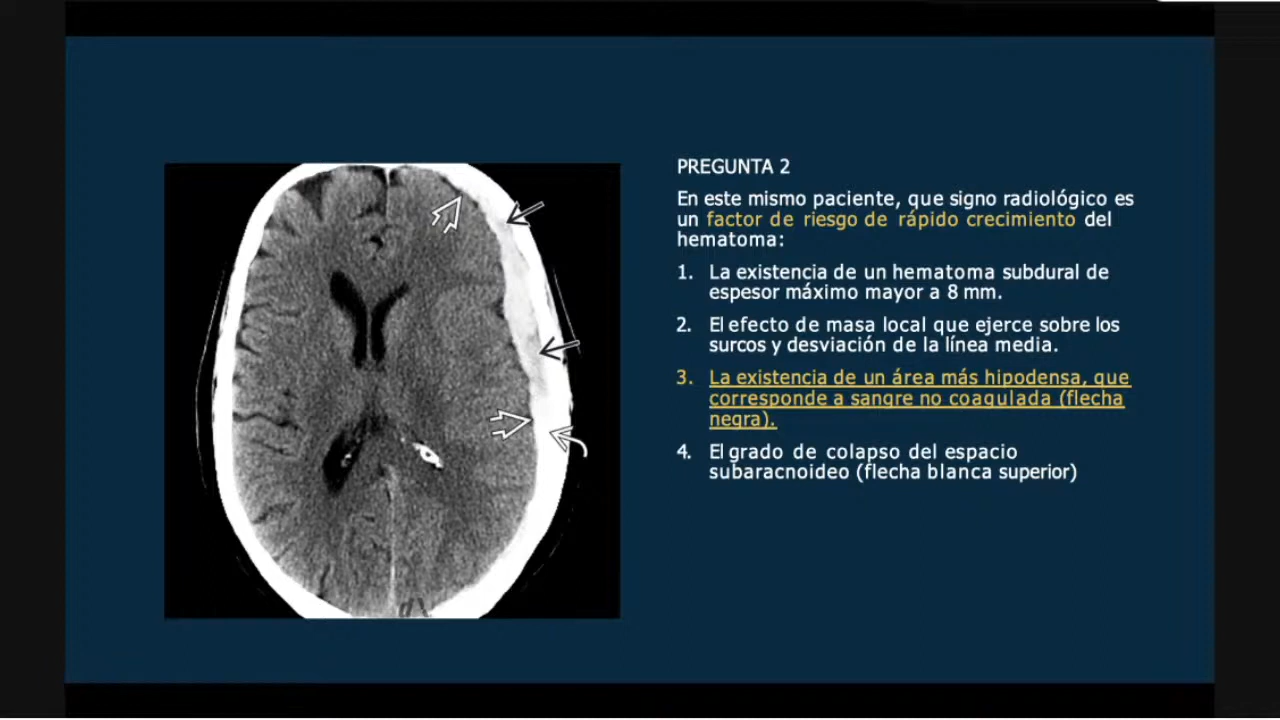 PREGUNTA 2
En este mismo paciente, que signo radiológico es
un factor de riesgo de rápido crecimiento del
hematoma:
1. La existencia de un hematoma subdural de
espesor máximo mayor a 8 mm.
2. El efecto de masa local que ejerce sobre los
surcos y desviación de la línea media.
3. La existencia de un área más hipodensa, que
corresponde a sangre no coagulada (flecha
negra).
4. El grado de colapso del espacio
subaracnoideo (flecha blanca superior)